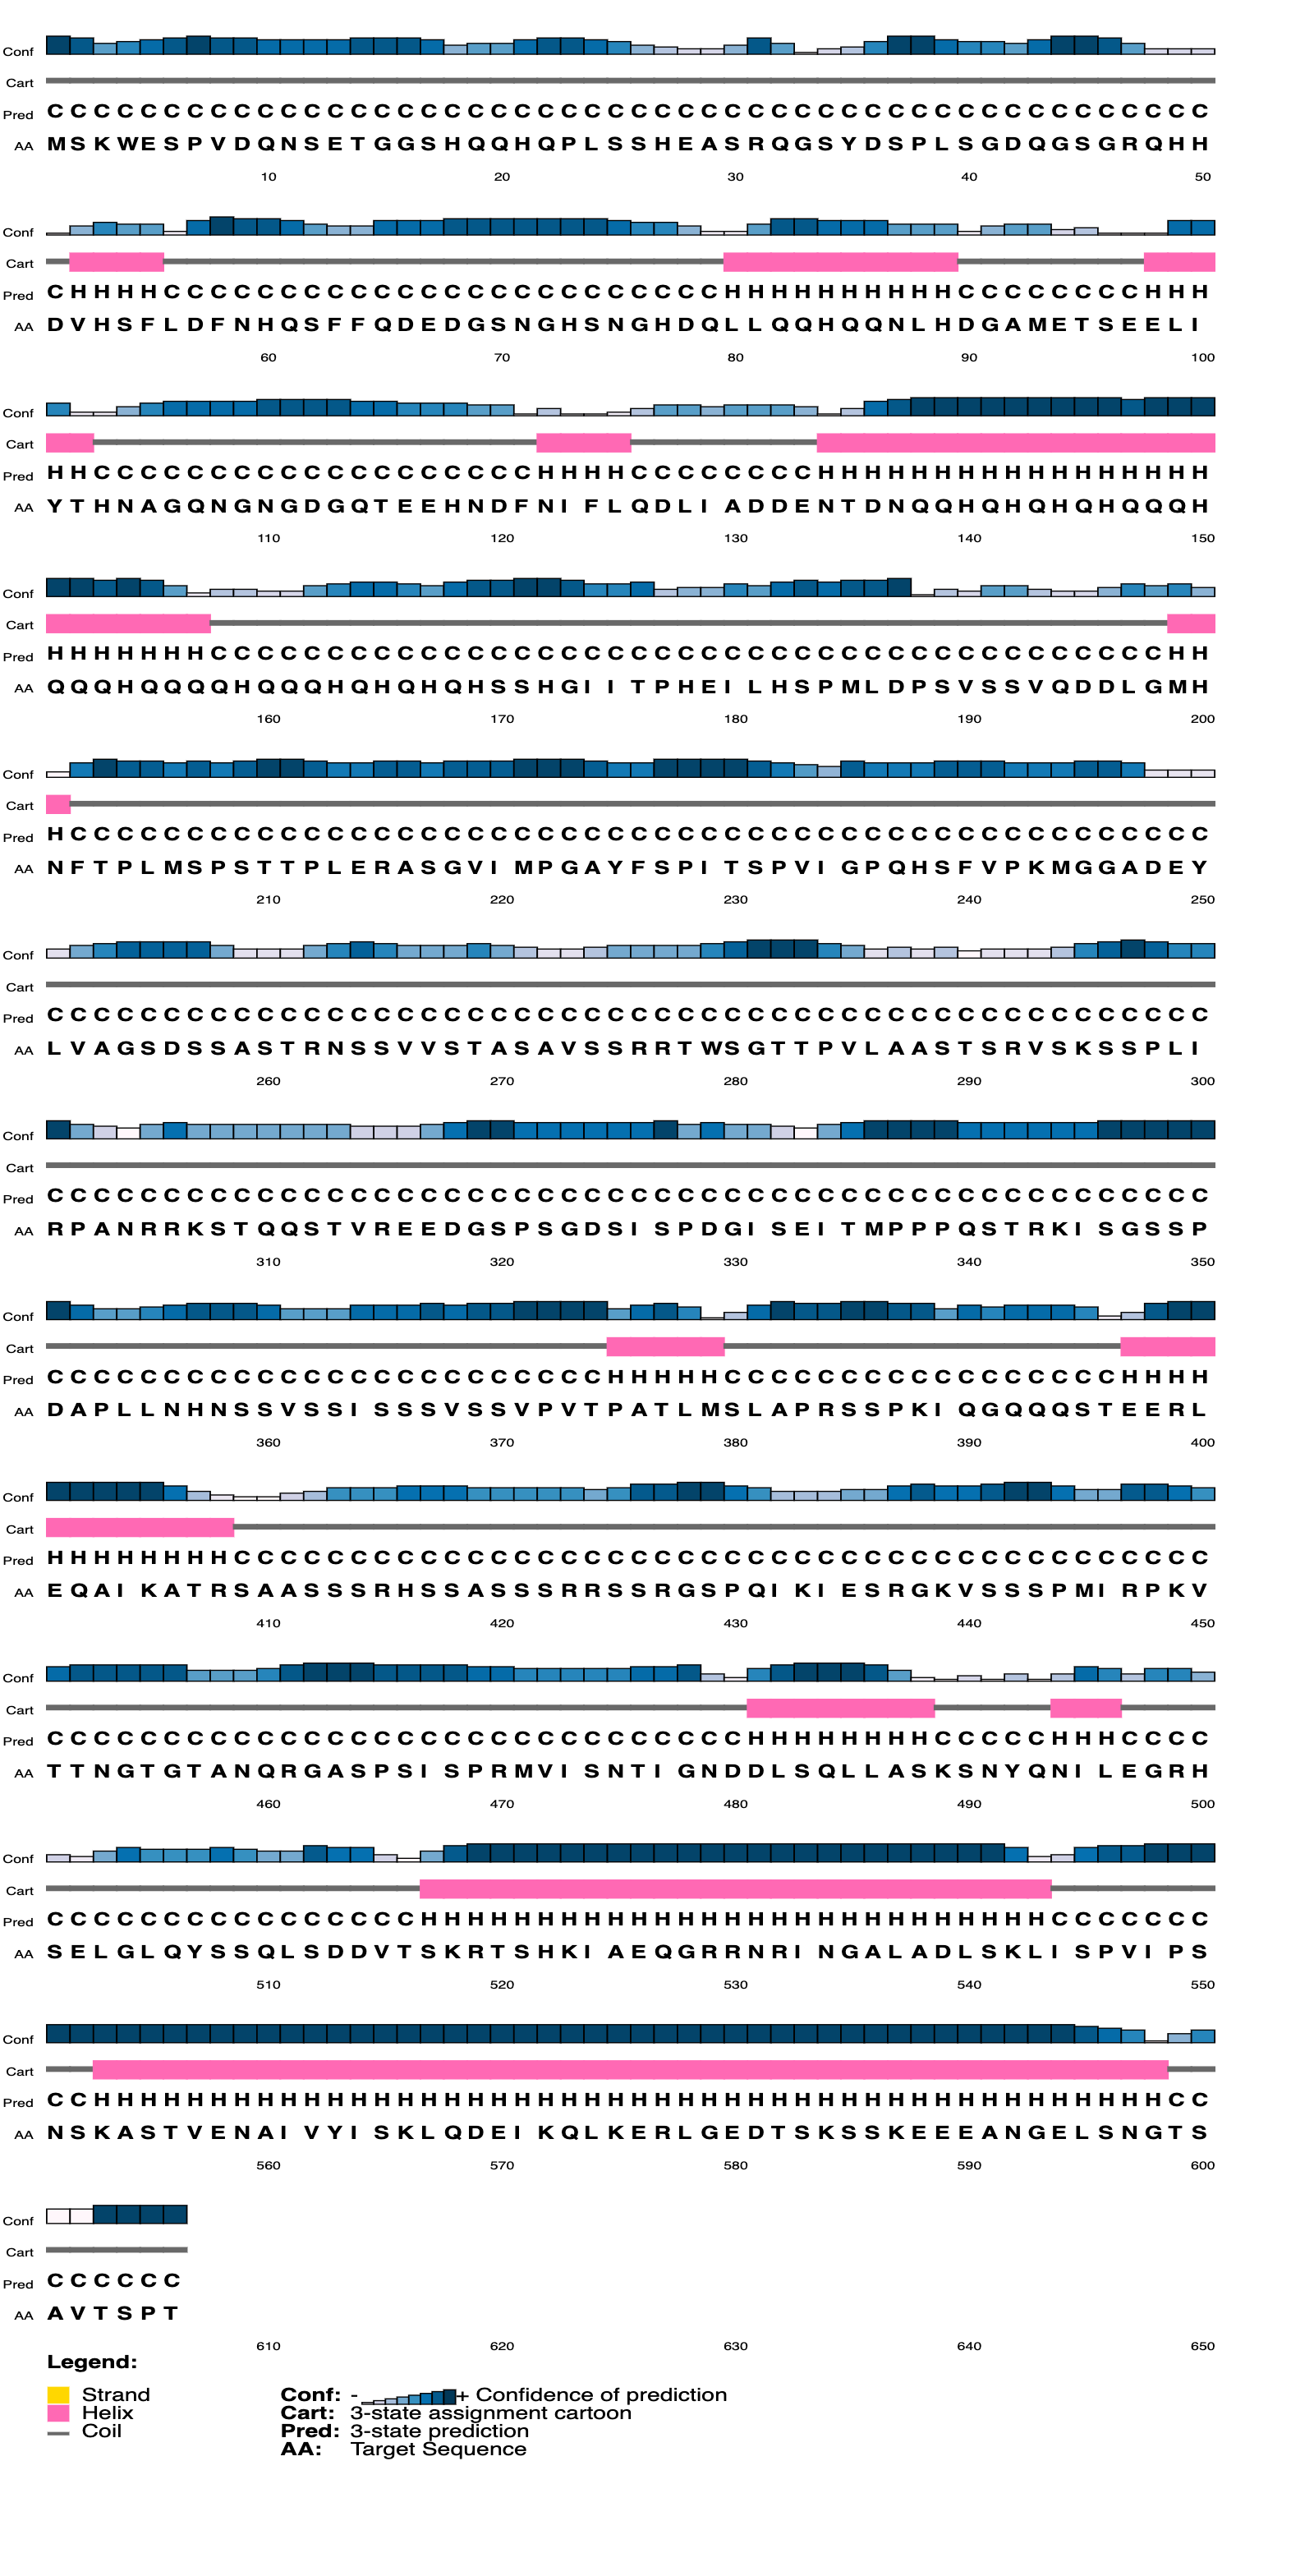 Conf
Cart
Pred CCCCCCCCCCCCCCCCCCCCCCCCCCCCCCCCCCCCCCCCCCCCCCCCCC
AA MSKWESPVDQNSETGGSHQQHQPLSSHEASRQGSYDSPLSGDQGSGRQHH
10 20 30 40 50
Conf
Cart
Pred CHHHHCCCCCCCCCCCCCCCCCCCCCCCCHHHHHHHHHHCCCCCCCCHHH
AA DVHSFLDFNHQSFFQDEDGSNGHSNGHDQLLQQHQQNLHDGAMETSEELI
60 70 80 90 100
Conf
Cart
Pred HHCCCCCCCCCCCCCCCCCCCHHHHCCCCCCCCHHHHHHHHHHHHHHHHH
AA YTHNAGQNGNGDGQTEEHNDFNIFLQDLIADDENTDNQQHQHQHQHQQQH
110 120 130 140 150
Conf
Cart
Pred HHHHHHHCCCCCCCCCCCCCCCCCCCCCCCCCCCCCCCCCCCCCCCCCHH
AA QQQHQQQQHQQQHQHQHQHSSHGIITPHEILHSPMLDPSVSSVQDDLGMH
160 170 180 190 200
Conf
Cart
Pred HCCCCCCCCCCCCCCCCCCCCCCCCCCCCCCCCCCCCCCCCCCCCCCCCC
AA NFTPLMSPSTTPLERASGVIMPGAYFSPITSPVIGPQHSFVPKMGGADEY
210 220 230 240 250
Conf
Cart
Pred CCCCCCCCCCCCCCCCCCCCCCCCCCCCCCCCCCCCCCCCCCCCCCCCCC
AA LVAGSDSSASTRNSSVVSTASAVSSRRTWSGTTPVLAASTSRVSKSSPLI
260 270 280 290 300
Conf
Cart
Pred CCCCCCCCCCCCCCCCCCCCCCCCCCCCCCCCCCCCCCCCCCCCCCCCCC
AA RPANRRKSTQQSTVREEDGSPSGDSISPDGISEITMPPPQSTRKISGSSP
310 320 330 340 350
Conf
Cart
Pred CCCCCCCCCCCCCCCCCCCCCCCCHHHHHCCCCCCCCCCCCCCCCCHHHH
AA DAPLLNHNSSVSSISSSVSSVPVTPATLMSLAPRSSPKIQGQQQSTEERL
360 370 380 390 400
Conf
Cart
Pred HHHHHHHHCCCCCCCCCCCCCCCCCCCCCCCCCCCCCCCCCCCCCCCCCC
AA EQAIKATRSAASSSRHSSASSSRRSSRGSPQIKIESRGKVSSSPMIRPKV
410 420 430 440 450
Conf
Cart
Pred CCCCCCCCCCCCCCCCCCCCCCCCCCCCCCHHHHHHHHCCCCCHHHCCCC
AA TTNGTGTANQRGASPSISPRMVISNTIGNDDLSQLLASKSNYQNILEGRH
460 470 480 490 500
Conf
Cart
Pred CCCCCCCCCCCCCCCCHHHHHHHHHHHHHHHHHHHHHHHHHHHCCCCCCC
AA SELGLQYSSQLSDDVTSKRTSHKIAEQGRRNRINGALADLSKLISPVIPS
510 520 530 540 550
Conf
Cart
Pred CCHHHHHHHHHHHHHHHHHHHHHHHHHHHHHHHHHHHHHHHHHHHHHHCC
AA NSKASTVENAIVYISKLQDEIKQLKERLGEDTSKSSKEEEANGELSNGTS
560 570 580 590 600
Conf
Cart
Pred CCCCCC
AA AVTSPT
610 620 630 640 650
Legend:
Strand Conf: - + Confidence of prediction
Helix Cart: 3-state assignment cartoon
Coil Pred: 3-state prediction
AA: Target Sequence